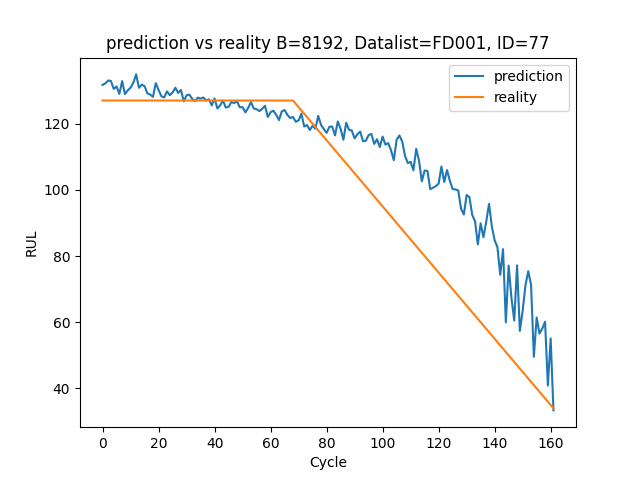 prediction vs reality B=8192, Datalist=FD001, ID=77
prediction
reality
RUL
120
100
80
60
40
0 20 40 60 80 100 120 140 160
Cycle